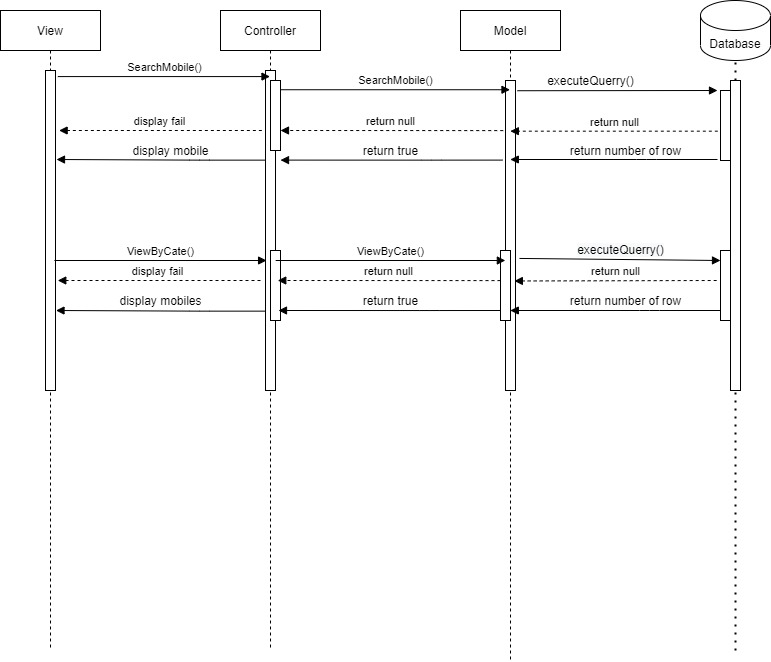 View
Controller
Model
Database
SearchMobile()
SearchMobile()
executeQuerry()
display fail
return null
return null
display mobile
return true
return number of row
ViewByCate()
ViewByCate()
executeQuerry()
display fail
return null
return null
display mobiles
return true
return number of row